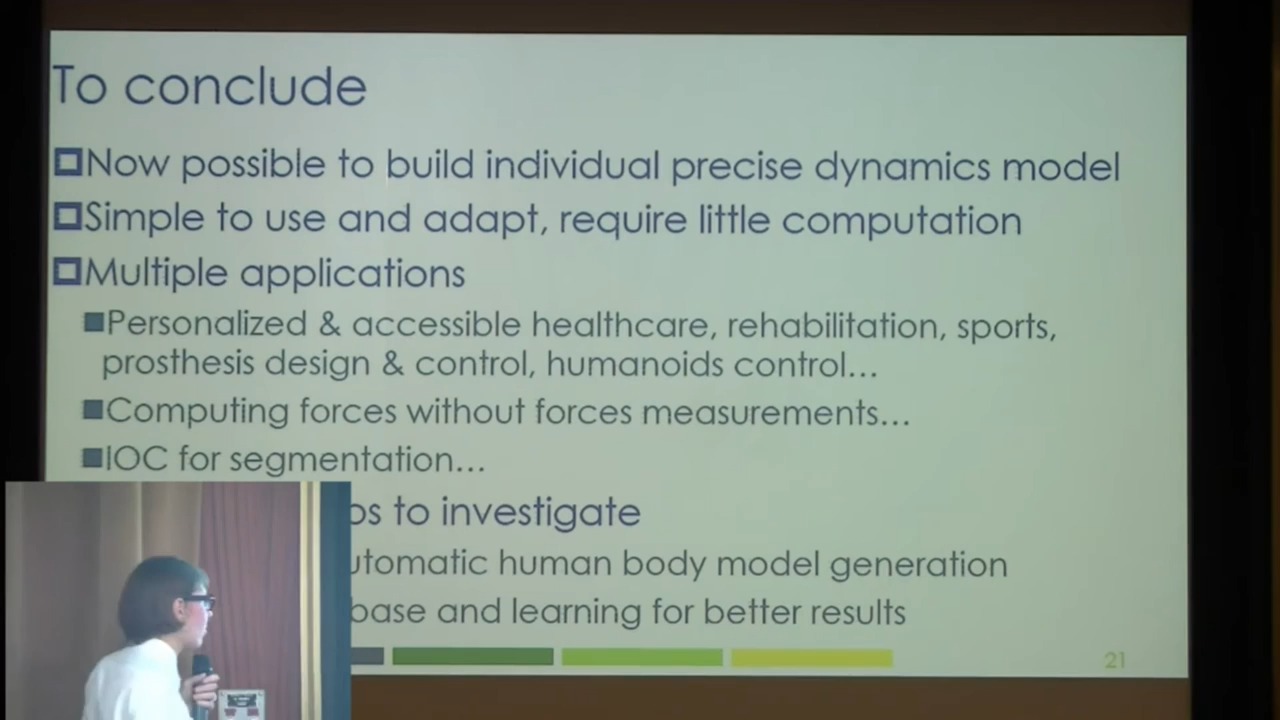 To conclude
Now possible to build individual precise dynamics model
Simple to use and adapt, require little computation
Multiple applications
Personalized & accessible healthcare, rehabilitation, sports,
prosthesis design & control, humanoids control...
Computing forces without forces measurements...
IOC for segmentation...
to investigate
human body model generation
and learning for better results
21